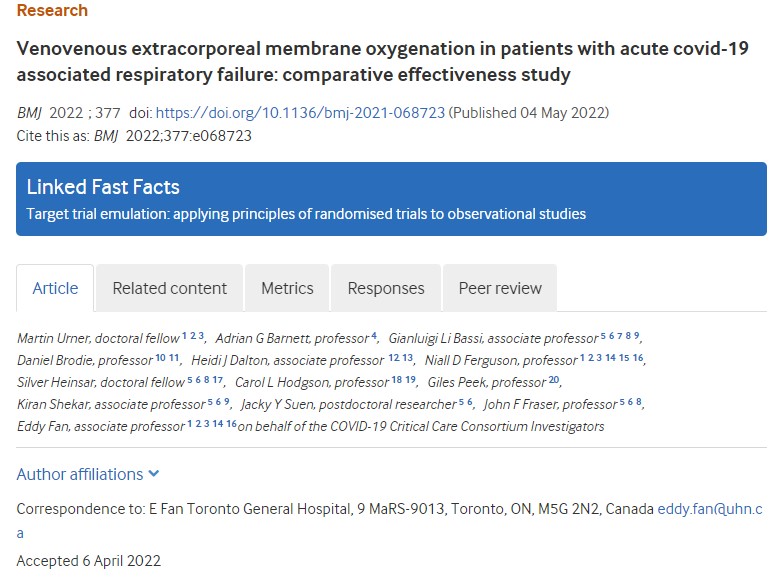 Research
Venovenous extracorporeal membrane oxygenation in patients with acute covid-19
associated respiratory failure: comparative effectiveness study
BMJ 2022 ; 377 doi: https://doi.org/10.1136/bmj-2021-068723 (Published 04 May 2022)
Cite this as: BMJ 2022;377:e068723
Linked Fast Facts
Target trial emulation: applying principles of randomised trials to observational studies
Article Related content Metrics Responses Peer review
Martin Urner, doctoral fellow 1 2 3, Adrian G Barnett, professor 4, Gianluigi Li Bassi, associate professor 5 6 7 8 9,
Daniel Brodie, professor 10 11, Heidi J Dalton, associate professor 12 13, Niall D Ferguson, professor 1 2 3 14 15 16,
Silver Heinsar, doctoral fellow 5 6 8 17, Carol L Hodgson, professor 18 19, Giles Peek, professor 20,
Kiran Shekar, associate professor 5 6 9, Jacky Y Suen, postdoctoral researcher 5 6, John F Fraser, professor 5 6 8,
Eddy Fan, associate professor 1 2 3 14 16 on behalf of the COVID-19 Critical Care Consortium Investigators
Author affiliations
Correspondence to: E Fan Toronto General Hospital, 9 MaRS-9013, Toronto, ON, M5G 2N2, Canada eddy.fan@uhn.c
a
Accepted 6 April 2022